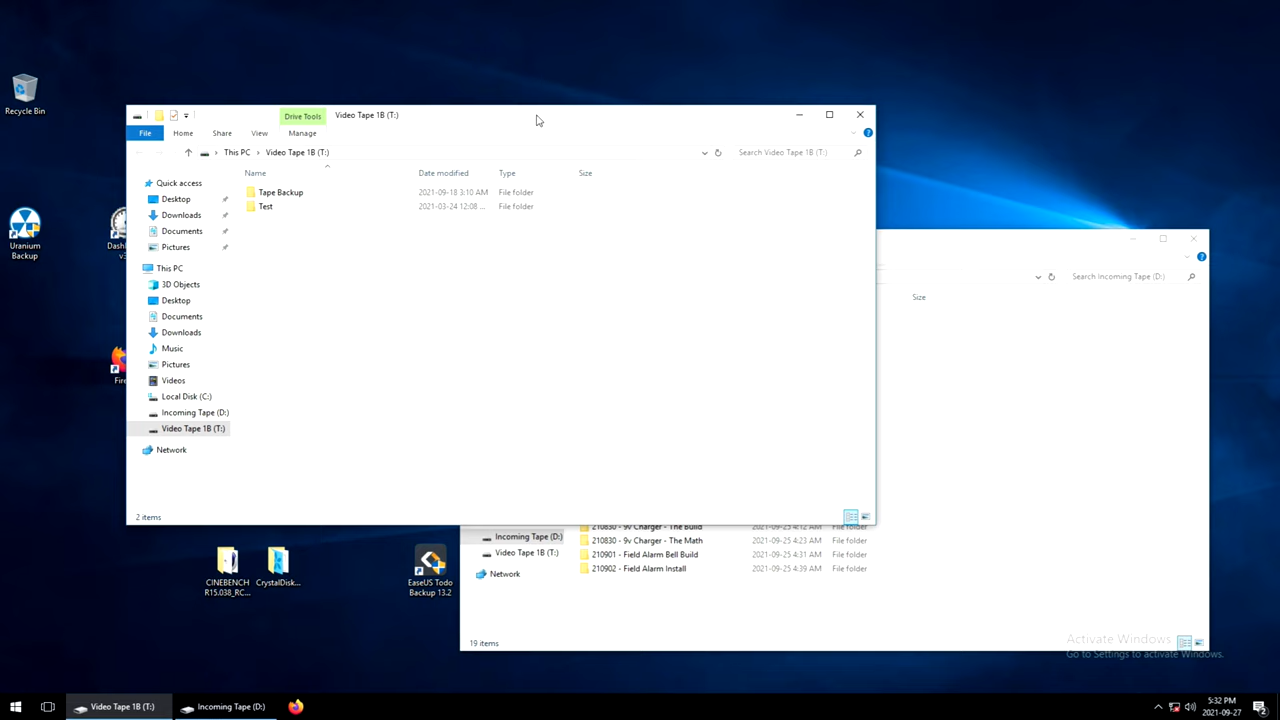 Recycle Bin
Uranium
Backup
Drive Tools
Video Tape 1B (T:)
File
Home
Share
View
Manage
This PC
Video Tape 1B (T:)
Search Video Tape 1B (T:)
Name
Date modified
Type
Size
Tape Backup
2021-09-18 3:10 AM
File folder
Test
2021-03-24 12:08 ...
File folder
Quick access
Desktop
Downloads
Documents
Pictures
This PC
3D Objects
Desktop
Documents
Downloads
Music
Pictures
Videos
Local Disk (C:)
Incoming Tape (D:)
Video Tape 1B (T:)
Network
2 items
Search Incoming Tape (D:)
Size
210830 - 9v Charger - The Build
2021-09-25 4:12 AM
File folder
Incoming Tape (D:)
210830 - 9v Charger - The Math
2021-09-25 4:31 AM
File folder
Video Tape 1B (T:)
210901 - Field Alarm Bell Build
2021-09-25 4:31 AM
File folder
Network
210902 - Field Alarm Install
2021-09-25 4:39 AM
File folder
19 items
CINEBENCH
R15.038_RC...
CrystalDisk...
EaseUS Todo
Backup 13.2
Activate Windows
Go to Settings to activate Windows.
Video Tape 1B (T:)
Incoming Tape (D:)
5:32 PM
2021-09-27
2